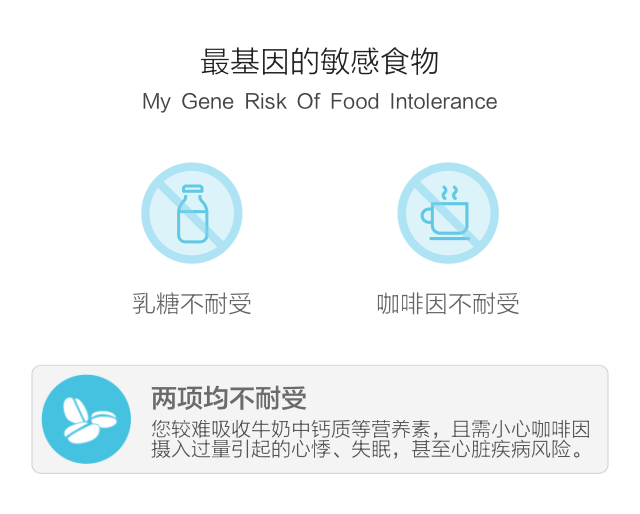 最基因的敏感食物
My Gene Risk Of Food Intolerance
乳糖不耐受
咖啡因不耐受
两项均不耐受
您较难吸收牛奶中钙质等营养素，且需小心咖啡因
摄入过量引起的心悸、失眠，甚至心脏疾病风险。